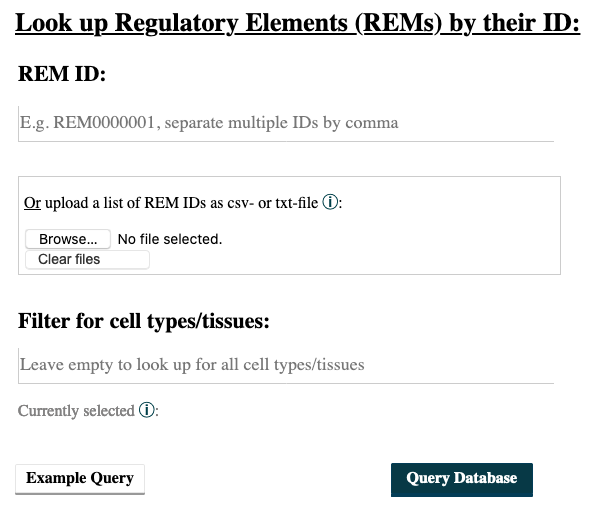 Look up Regulatory Elements (REMs) by their ID:
REM ID:
E.g. REM0000001, separate multiple IDs by comma
Or upload a list of REM IDs as csv- or txt-file ⓘ:
Browse... No file selected.
Clear files
Filter for cell types/tissues:
Leave empty to look up for all cell types/tissues
Currently selected ⓘ:
Example Query Query Database